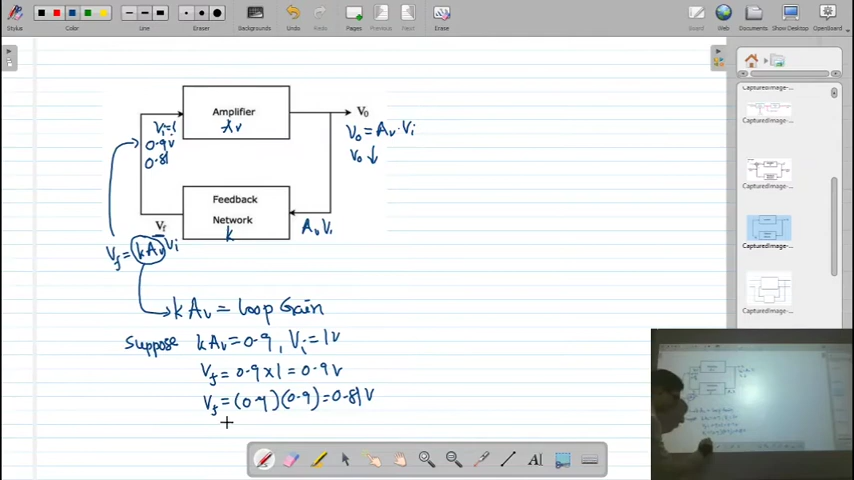 Stylus
Color
Line
Eraser
Backgrounds
Undo
Redo
Pages
Previous
Next
Erase
Board
Web
Documents
Show Desktop
OpenBoard
Amplifier
Av
V0
Vi=1
0.9v
0.81
V0 = Av.Vi
V0 ↓
Feedback
Network
k
Av Vi
Vf
Vf = kAv Vi
kAv = loop Gain
Suppose kAv = 0.9, Vi = 1v
Vf = 0.9 x 1 = 0.9v
Vf = (0.9)(0.9) = 0.81 V
CapturedImage-...
CapturedImage-...
CapturedImage-...
CapturedImage-...